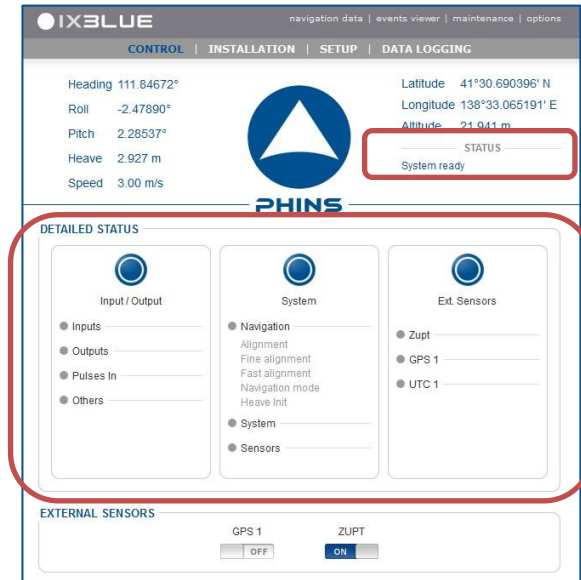 IXBLUE
navigation data | events viewer | maintenance | options
CONTROL | INSTALLATION | SETUP | DATA LOGGING
Heading 111.84672°
Roll -2.47890°
Pitch 2.28537°
Heave 2.927 m
Speed 3.00 m/s
PHINS
Latitude 41°30.690396' N
Longitude 138°33.065191' E
Altitude 21.941 m
STATUS
System ready
DETAILED STATUS
Input / Output
Inputs
Outputs
Pulses In
Others
System
Navigation
Alignment
Fine alignment
Fast alignment
Navigation mode
Heave Init
System
Sensors
Ext. Sensors
Zupt
GPS 1
UTC 1
EXTERNAL SENSORS
GPS 1 ZUPT
OFF ON